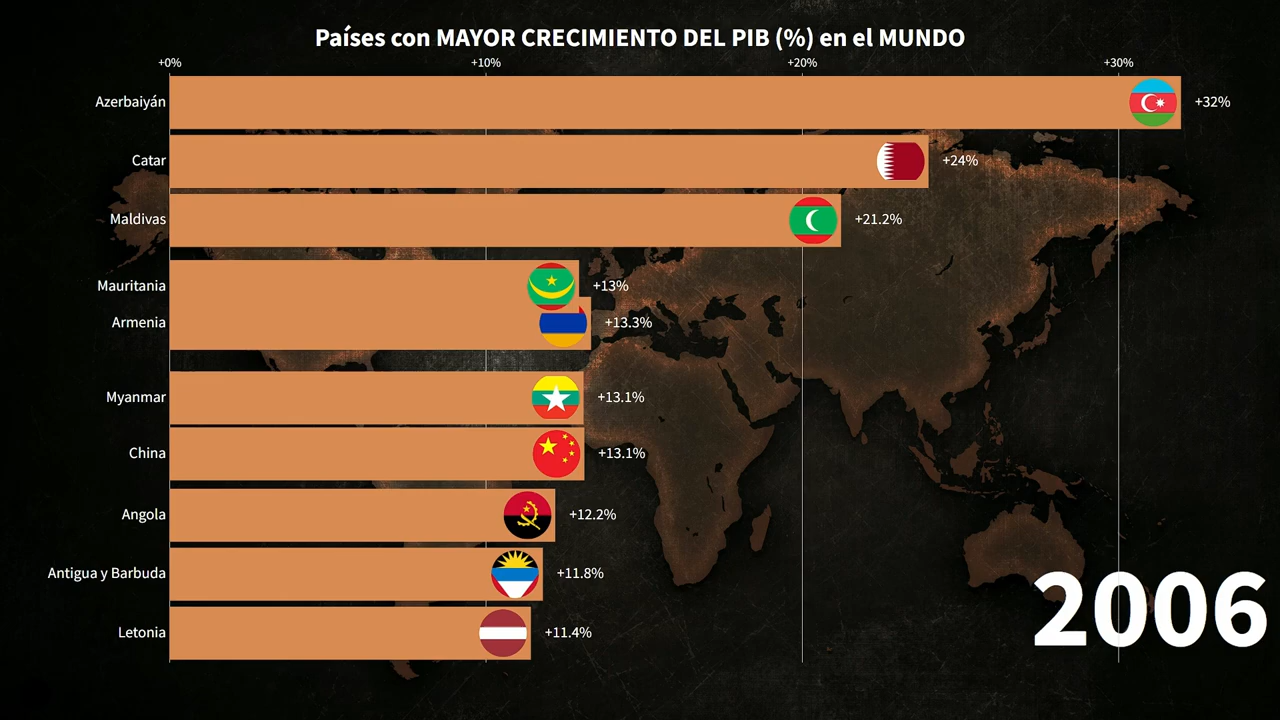 Países con MAYOR CRECIMIENTO DEL PIB (%) en el MUNDO
+0% +10% +20% +30%
Azerbaiyán +32%
Catar +24%
Maldivas +21.2%
Mauritania +13%
Armenia +13.3%
Myanmar +13.1%
China +13.1%
Angola +12.2%
Antigua y Barbuda +11.8%
Letonia +11.4%
2006